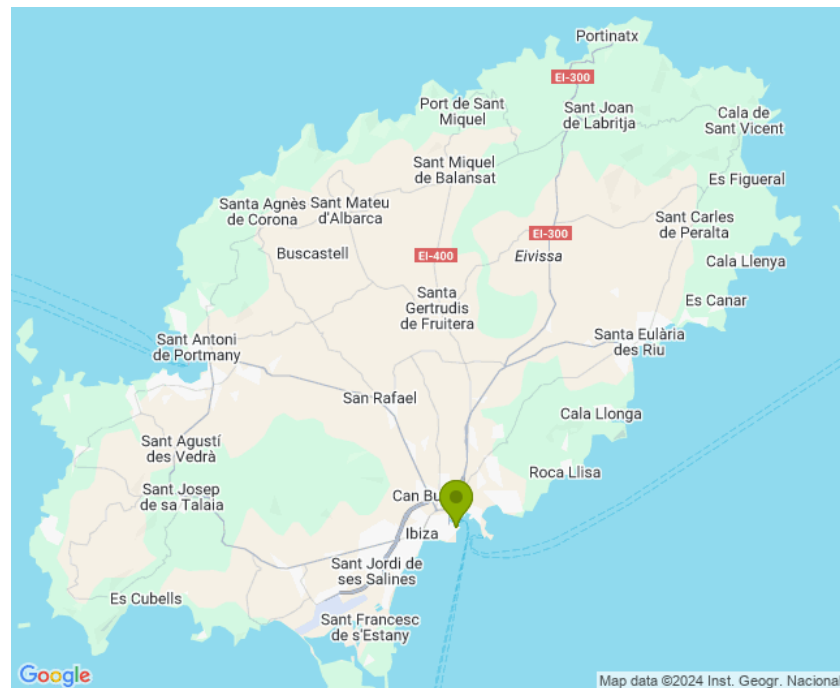 Portinatx
EI-300
Port de Sant
Miquel
Sant Joan
de Labritja
Cala de
Sant Vicent
Sant Miquel
de Balansat
Es Figueral
Santa Agnès
de Corona
Sant Mateu
d'Albarca
Sant Carles
de Peralta
EI-300
Buscastell
EI-400
Eivissa
Cala Llenya
Santa
Gertrudis
de Fruitera
Es Canar
Sant Antoni
de Portmany
Santa Eulària
des Riu
San Rafael
Cala Llonga
Sant Agustí
des Vedrà
Roca Llisa
Sant Josep
de sa Talaia
Can Bu
Ibiza
Sant Jordi de
ses Salines
Es Cubells
Sant Francesc
de s'Estany
Google
Map data ©2024 Inst. Geogr. Nacional